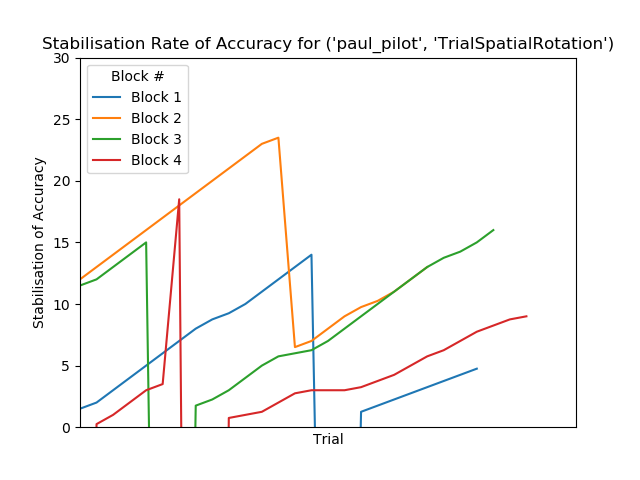 Stabilisation Rate of Accuracy for ('paul_pilot', 'TrialSpatialRotation')
30
25
20
15
10
5
0
Stabilisation of Accuracy
Block #
Block 1
Block 2
Block 3
Block 4
Trial